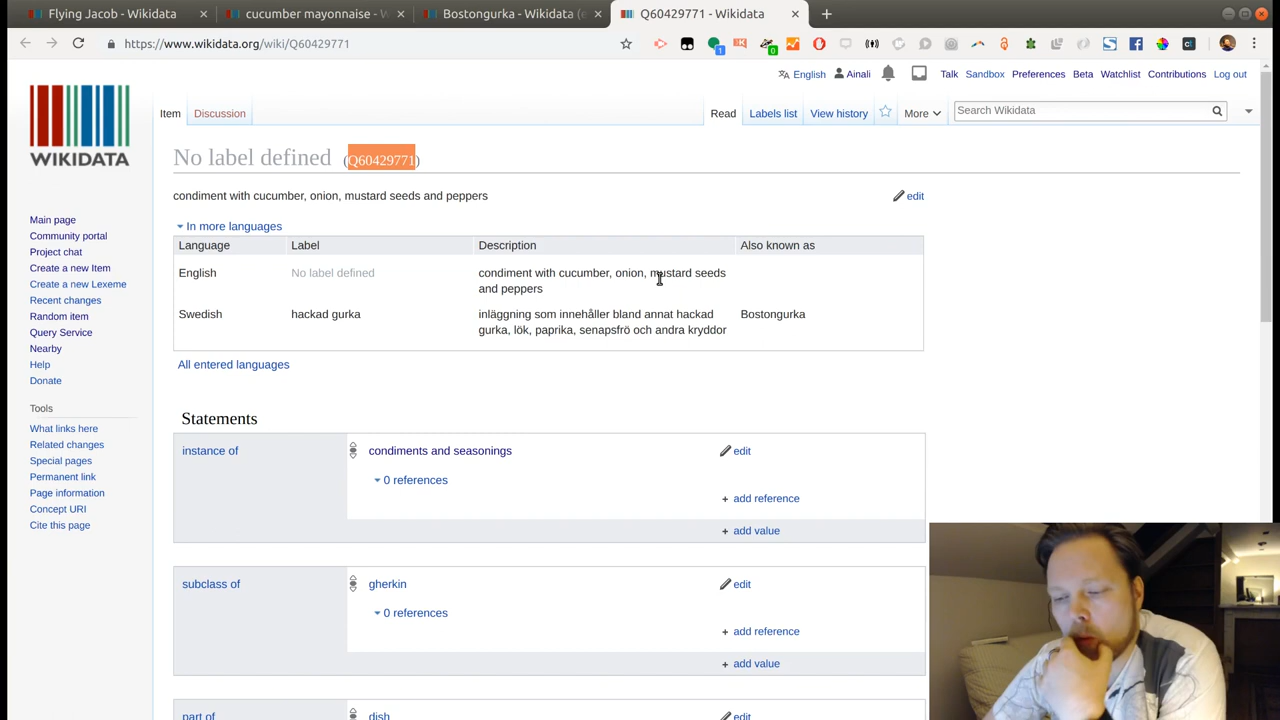 Flying Jacob - Wikidata
cucumber mayonnaise - W
Bostongurka - Wikidata (e
Q60429771 - Wikidata
https://www.wikidata.org/wiki/Q60429771
English Ainali Talk Sandbox Preferences Beta Watchlist Contributions Log out
Item Discussion Read Labels list View history More Search Wikidata
WIKIDATA
No label defined (Q60429771)
condiment with cucumber, onion, mustard seeds and peppers edit
Main page
Community portal
Project chat
Create a new Item
Create a new Lexeme
Recent changes
Random item
Query Service
Nearby
Help
Donate
Tools
What links here
Related changes
Special pages
Permanent link
Page information
Concept URI
Cite this page
In more languages
Language Label Description Also known as
English No label defined condiment with cucumber, onion, mustard seeds
and peppers
Swedish hackad gurka inläggning som innehåller bland annat hackad Bostongurka
gurka, lök, paprika, senapsfrö och andra kryddor
All entered languages
Statements
instance of condiments and seasonings edit
0 references
+ add reference
+ add value
subclass of gherkin edit
0 references
+ add reference
+ add value
part of dish edit